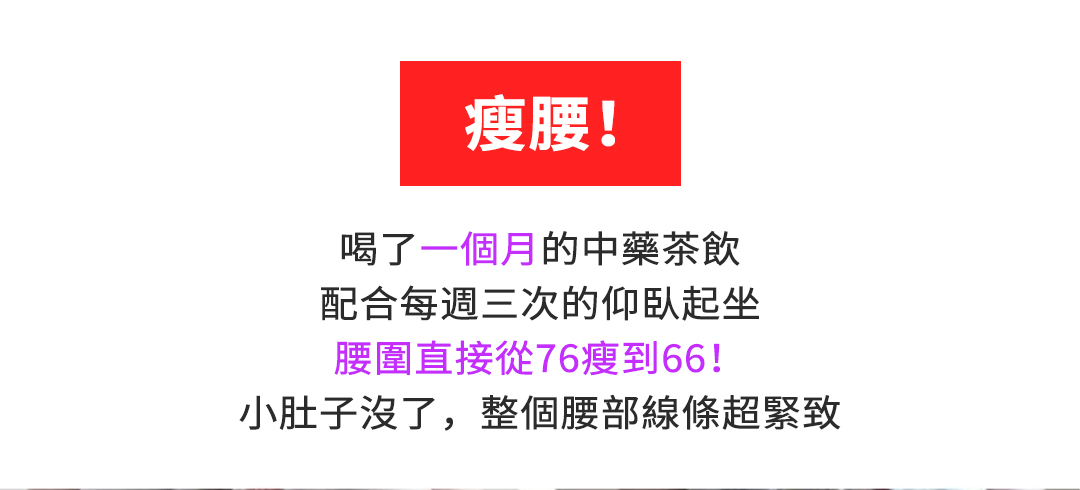 瘦腰！
喝了一個月的中藥茶飲
配合每週三次的仰臥起坐
腰圍直接從76瘦到66！
小肚子沒了，整個腰部線條超緊致